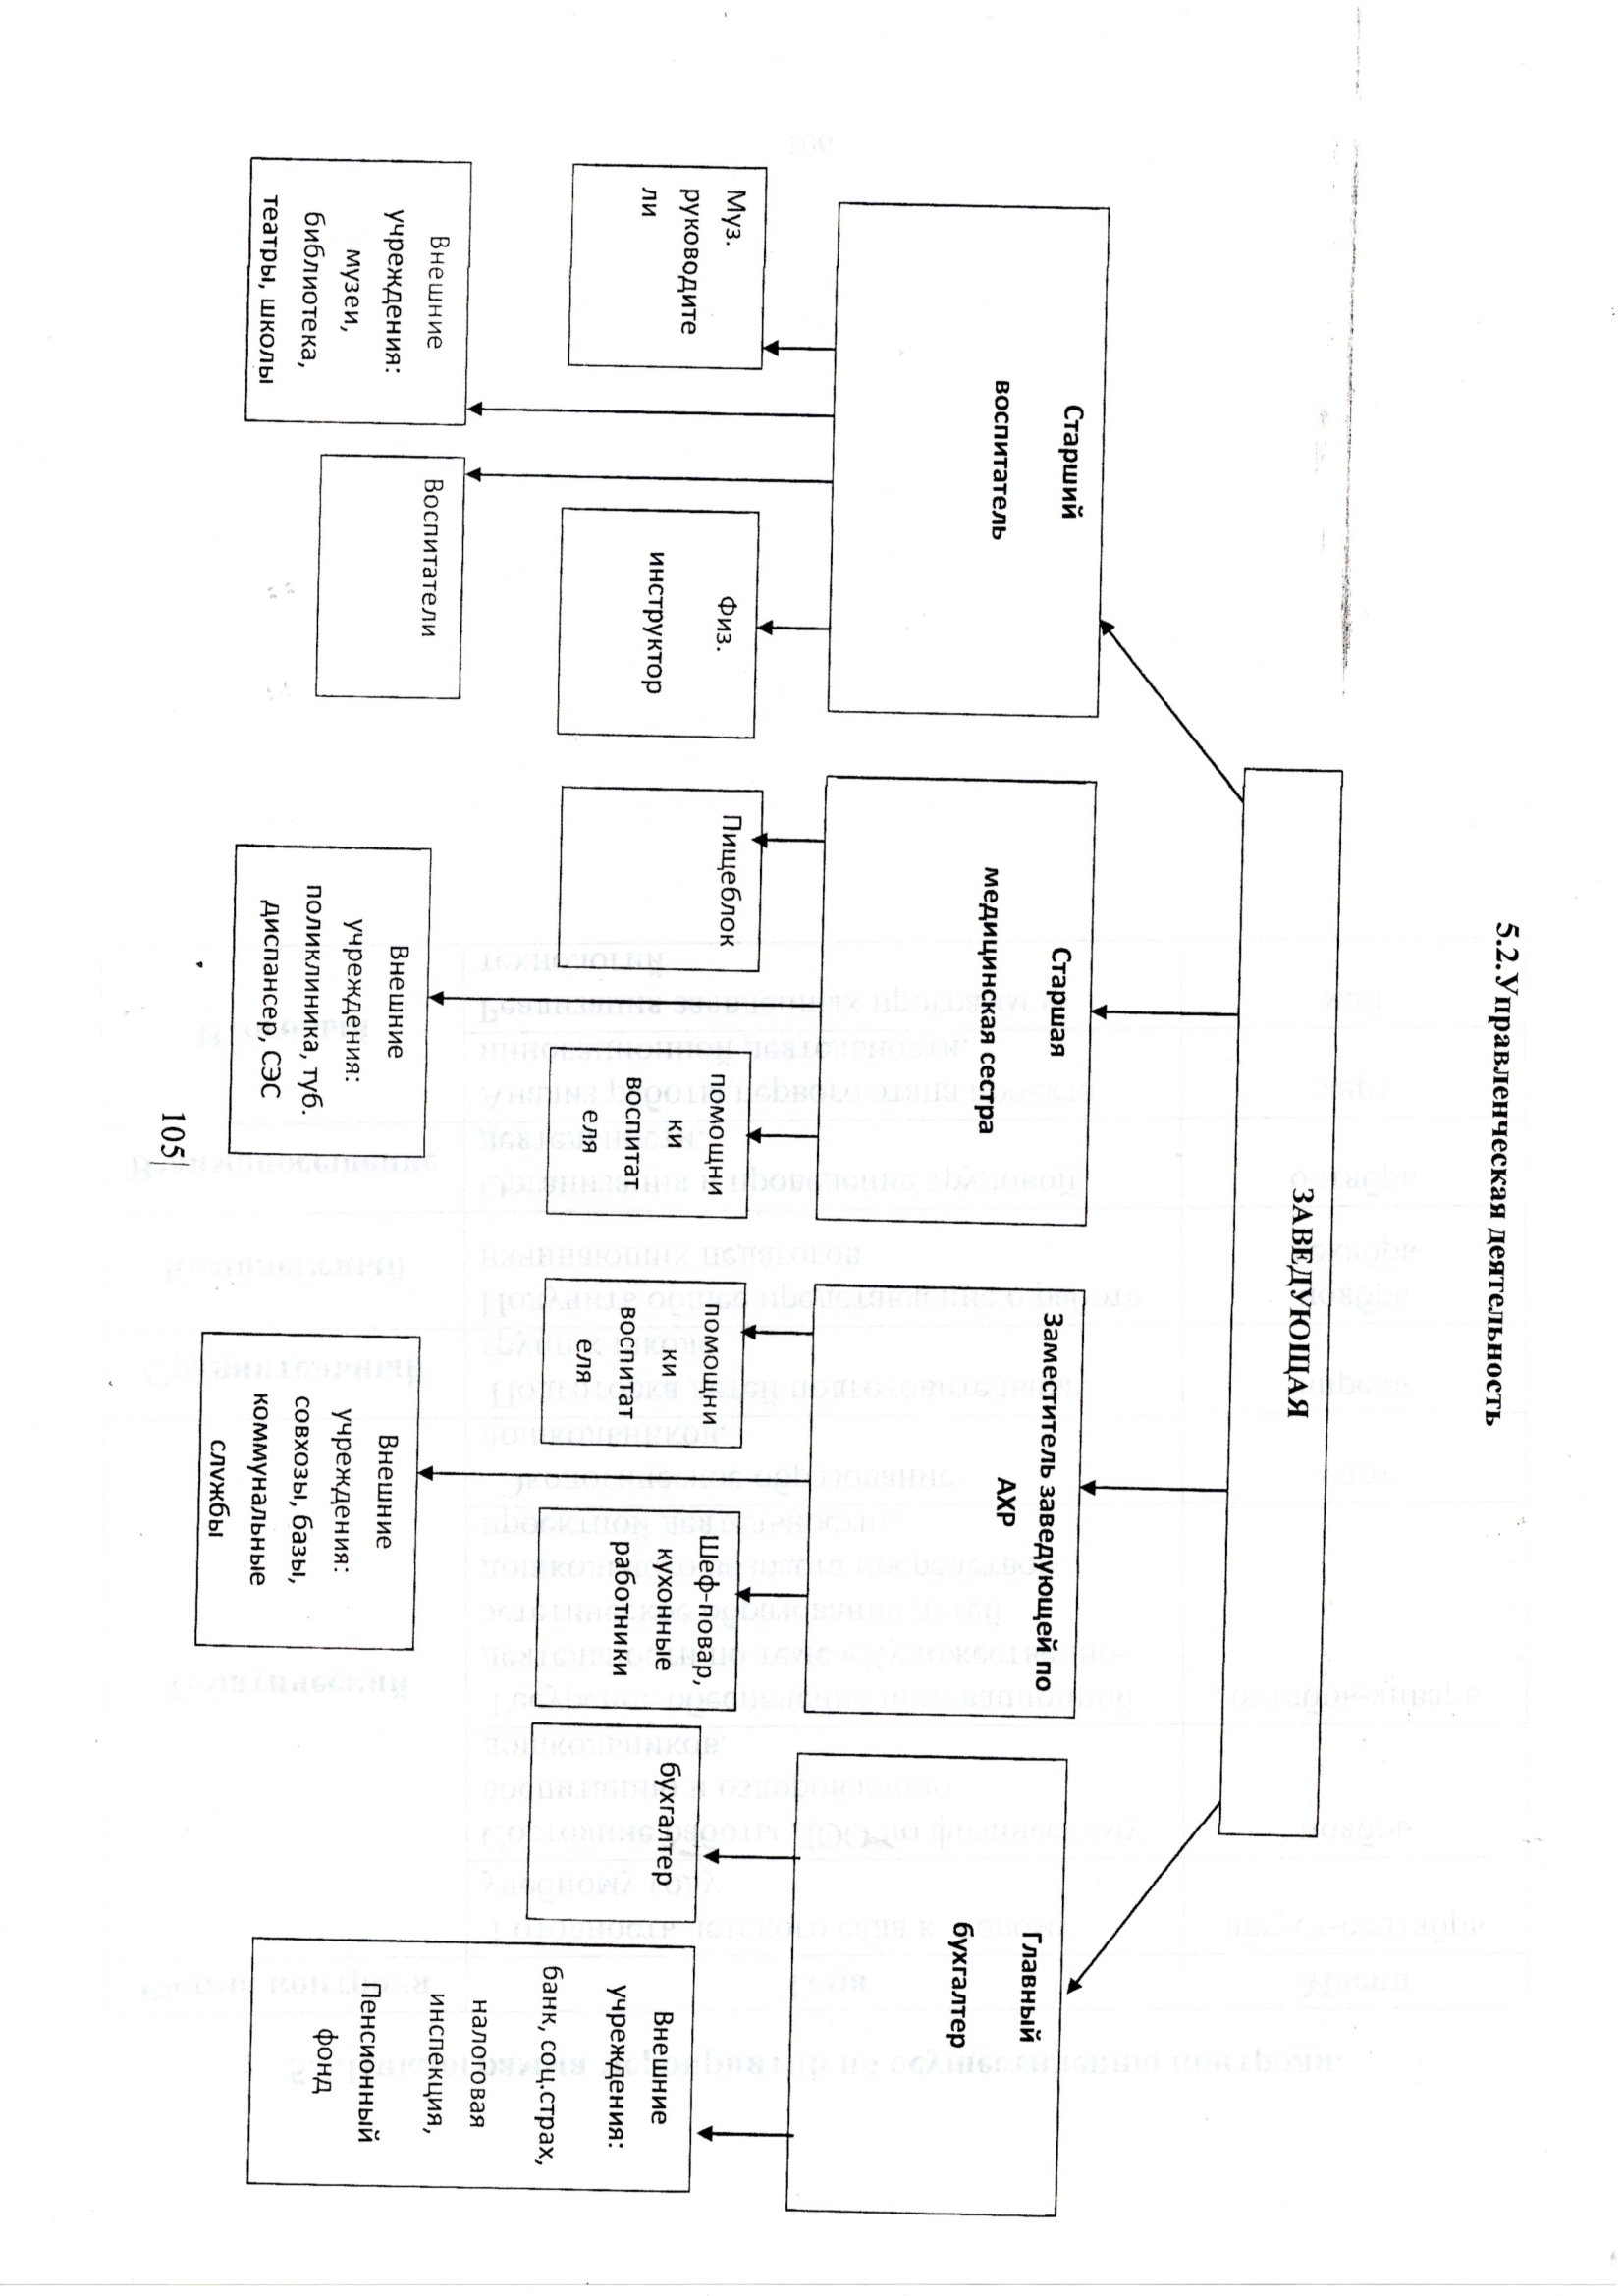 5.2.Управленческая деятельность
ЗАВЕДУЮЩАЯ
Старший
воспитатель
Старшая
медицинская сестра
Заместитель заведующей по
АХР
Главный
бухгалтер
Муз.
руководите
ли
Физ.
инструктор
Пищеблок
помощни
ки
воспитат
еля
помощни
ки
воспитат
еля
Шеф-повар,
кухонные
работники
бухгалтер
Внешние
учреждения:
банк, соц.страх,
налоговая
инспекция,
Пенсионный
фонд
Внешние
учреждения:
музеи,
библиотека,
театры, школы
Воспитатели
Внешние
учреждения:
поликлиника, туб.
диспансер, СЭС
Внешние
учреждения:
совхозы, базы,
коммунальные
службы
105